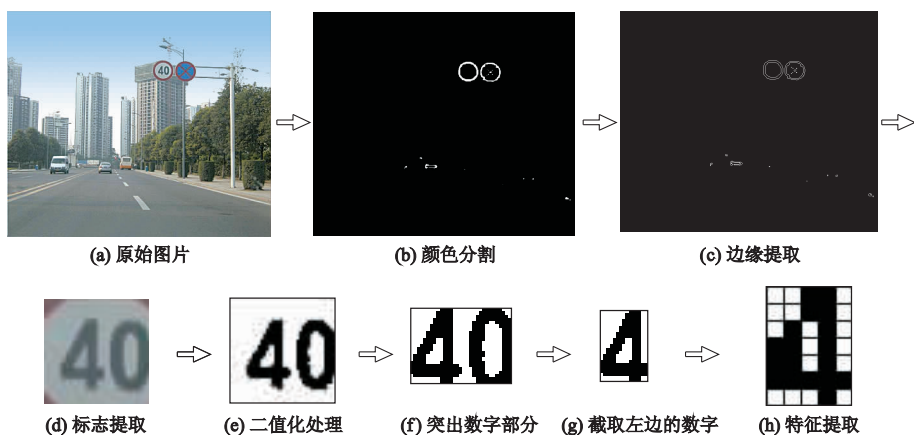 40
(a) 原始图片
(b) 颜色分割
(c) 边缘提取
40
40
40
4
4
(d) 标志提取
(e) 二值化处理
(f) 突出数字部分
(g) 截取左边的数字
(h) 特征提取